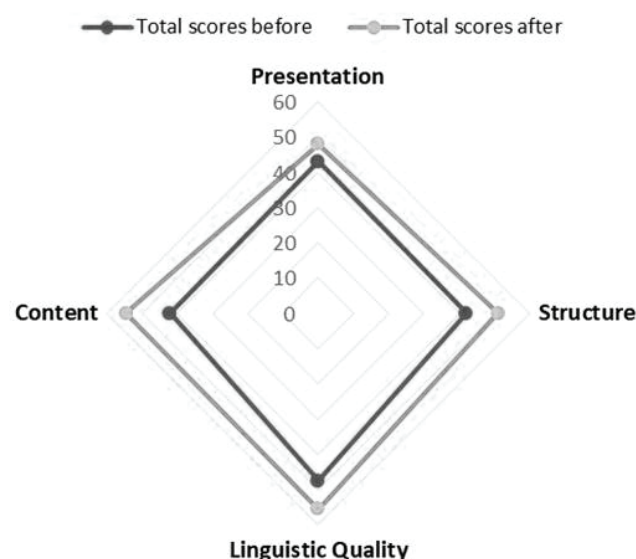 Total scores before
Total scores after
Presentation
60
50
40
30
20
10
0
Content
Structure
Linguistic Quality